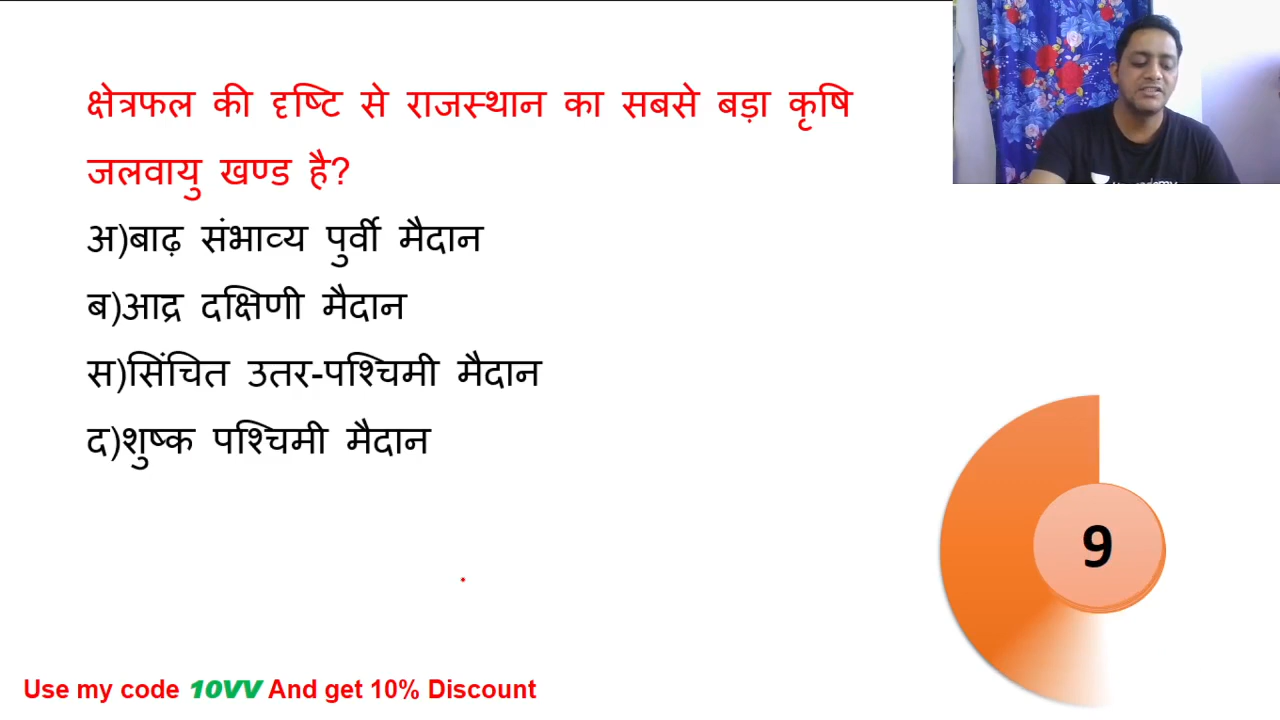 क्षेत्रफल की दृष्टि से राजस्थान का सबसे बड़ा कृषि
जलवायु खण्ड है?
अ)बाढ़ संभाव्य पुर्वी मैदान
ब)आद्र दक्षिणी मैदान
स)सिंचित उतर-पश्चिमी मैदान
द)शुष्क पश्चिमी मैदान
9
Use my code 10VV And get 10% Discount